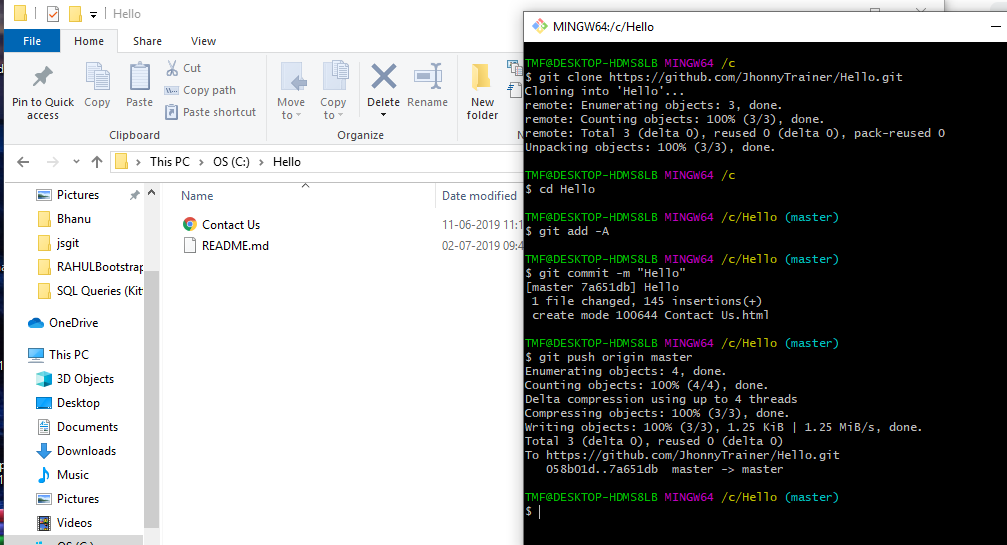 Hello
File Home Share View
Pin to Quick access
Copy
Paste
Cut
Copy path
Paste shortcut
Move to
Copy to
Delete
Rename
New folder
Clipboard
Organize
This PC > OS (C:) > Hello
Pictures
Bhanu
jsgit
RAHULBootstrap
SQL Queries (Kit
OneDrive
This PC
3D Objects
Desktop
Documents
Downloads
Music
Pictures
Videos
OS (C:)
Name Date modified
Contact Us 11-06-2019 11:1
README.md 02-07-2019 09:4
MINGW64:/c/Hello
TMF@DESKTOP-HDMS8LB MINGW64 /c
$ git clone https://github.com/JhonnyTrainer/Hello.git
Cloning into 'Hello'...
remote: Enumerating objects: 3, done.
remote: Counting objects: 100% (3/3), done.
remote: Total 3 (delta 0), reused 0 (delta 0), pack-reused 0
Unpacking objects: 100% (3/3), done.
TMF@DESKTOP-HDMS8LB MINGW64 /c
$ cd Hello
TMF@DESKTOP-HDMS8LB MINGW64 /c/Hello (master)
$ git add -A
TMF@DESKTOP-HDMS8LB MINGW64 /c/Hello (master)
$ git commit -m "Hello"
[master 7a651db] Hello
1 file changed, 145 insertions(+)
create mode 100644 Contact Us.html
TMF@DESKTOP-HDMS8LB MINGW64 /c/Hello (master)
$ git push origin master
Enumerating objects: 4, done.
Counting objects: 100% (4/4), done.
Delta compression using up to 4 threads
Compressing objects: 100% (3/3), done.
Writing objects: 100% (3/3), 1.25 KiB | 1.25 MiB/s, done.
Total 3 (delta 0), reused 0 (delta 0)
To https://github.com/JhonnyTrainer/Hello.git
058b01d..7a651db master -> master
TMF@DESKTOP-HDMS8LB MINGW64 /c/Hello (master)
$